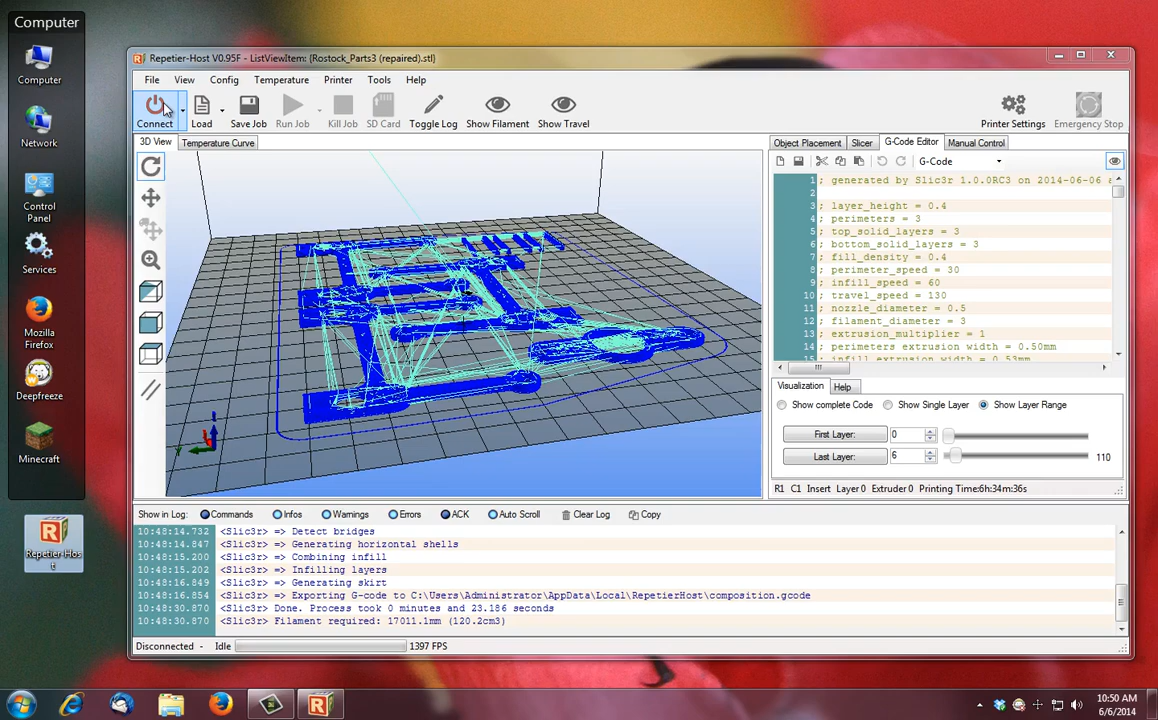 Computer
Computer
Network
Control
Panel
Services
Mozilla
Firefox
Deepfreeze
Minecraft
Repetier-Hos
t
Repetier-Host V0.95F - ListViewItem: {Rostock_Parts3 (repaired).stl}
File View Config Temperature Printer Tools Help
Connect Load Save Job Run Job Kill Job SD Card Toggle Log Show Filament Show Travel Printer Settings Emergency Stop
3D View Temperature Curve
Object Placement Slicer G-Code Editor Manual Control
G-Code
1 ; generated by Slic3r 1.0.0RC3 on 2014-06-06 a
2
3 ; layer_height = 0.4
4 ; perimeters = 3
5 ; top_solid_layers = 3
6 ; bottom_solid_layers = 3
7 ; fill_density = 0.4
8 ; perimeter_speed = 30
9 ; infill_speed = 60
10 ; travel_speed = 130
11 ; nozzle_diameter = 0.5
12 ; filament_diameter = 3
13 ; extrusion_multiplier = 1
14 ; perimeters extrusion width = 0.50mm
15 ; infill extrusion width = 0.53mm
Visualization Help
Show complete Code Show Single Layer Show Layer Range
First Layer: 0
Last Layer: 6 110
R1 C1 Insert Layer 0 Extruder 0 Printing Time:6h:34m:36s
Show in Log: Commands Infos Warnings Errors ACK Auto Scroll Clear Log Copy
10:48:14.732 <Slic3r> => Detect bridges
10:48:14.847 <Slic3r> => Generating horizontal shells
10:48:15.200 <Slic3r> => Combining infill
10:48:15.202 <Slic3r> => Infilling layers
10:48:16.849 <Slic3r> => Generating skirt
10:48:16.854 <Slic3r> => Exporting G-code to C:\Users\Administrator\AppData\Local\RepetierHost\composition.gcode
10:48:30.870 <Slic3r> Done. Process took 0 minutes and 23.186 seconds
10:48:30.870 <Slic3r> Filament required: 17011.1mm (120.2cm3)
Disconnected - Idle 1397 FPS
10:50 AM
6/6/2014